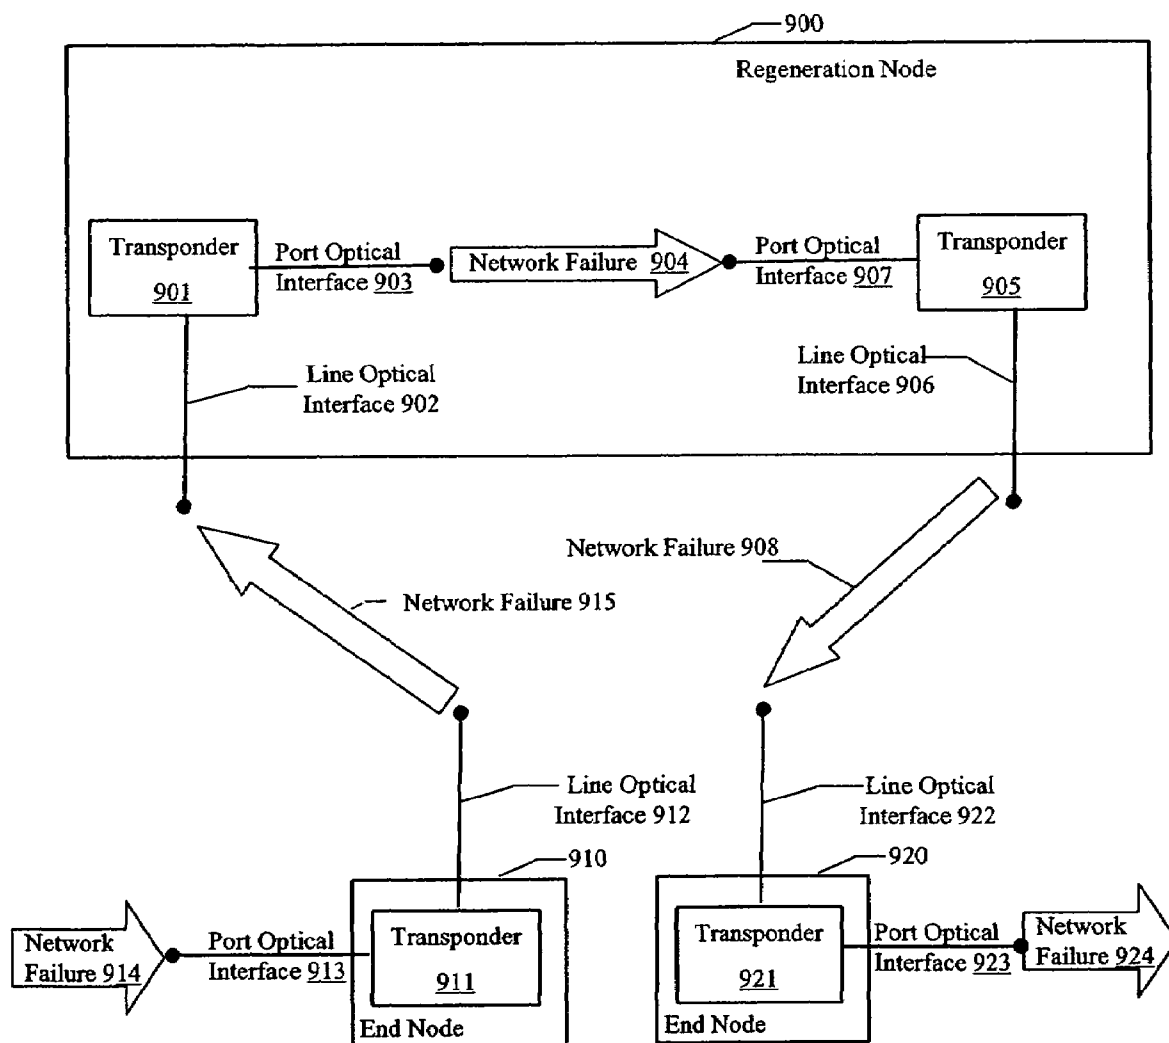 900
Regeneration Node
Transponder
901
Port Optical
Interface 903
Network Failure 904
Port Optical
Interface 907
Transponder
905
Line Optical
Interface 902
Line Optical
Interface 906
Network Failure 908
Network Failure 915
Line Optical
Interface 912
Line Optical
Interface 922
910
920
Network
Failure 914
Port Optical
Interface 913
Transponder
911
End Node
Transponder
921
End Node
Port Optical
Interface 923
Network
Failure 924